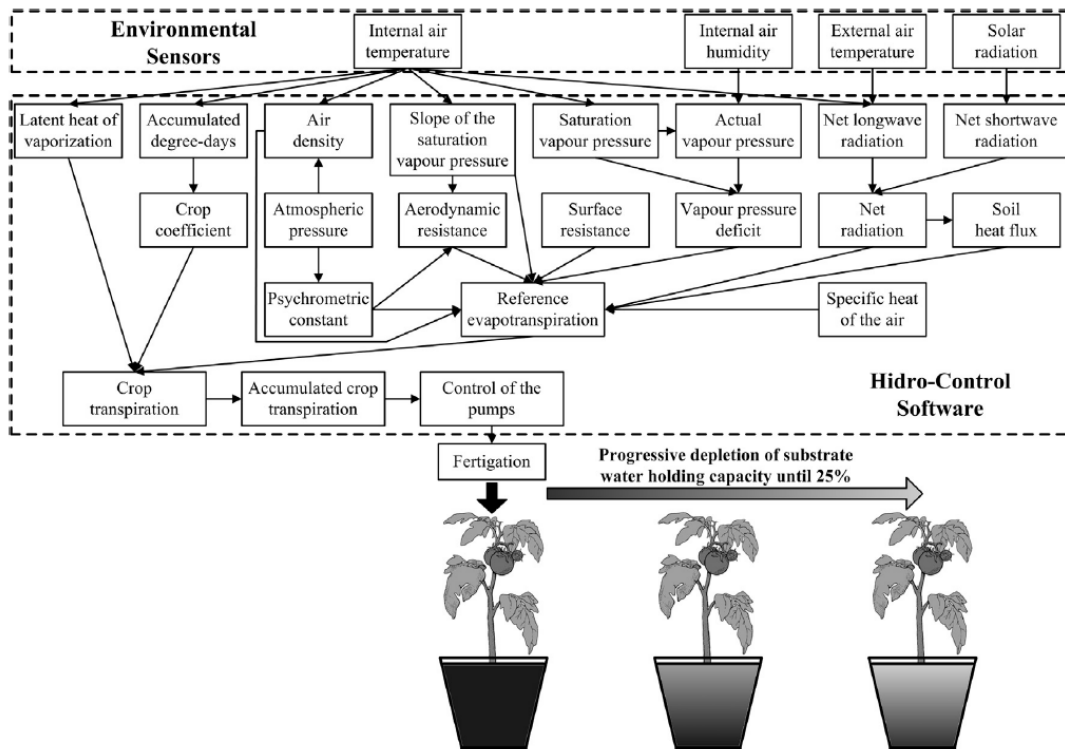 Environmental
Sensors
Internal air
temperature
Internal air
humidity
External air
temperature
Solar
radiation
Latent heat of
vaporization
Accumulated
degree-days
Air
density
Slope of the
saturation
vapour pressure
Saturation
vapour pressure
Actual
vapour pressure
Net longwave
radiation
Net shortwave
radiation
Crop
coefficient
Atmospheric
pressure
Aerodynamic
resistance
Surface
resistance
Vapour pressure
deficit
Net
radiation
Soil
heat flux
Psychrometric
constant
Reference
evapotranspiration
Specific heat
of the air
Crop
transpiration
Accumulated crop
transpiration
Control of the
pumps
Hidro-Control
Software
Fertigation
Progressive depletion of substrate
water holding capacity until 25%